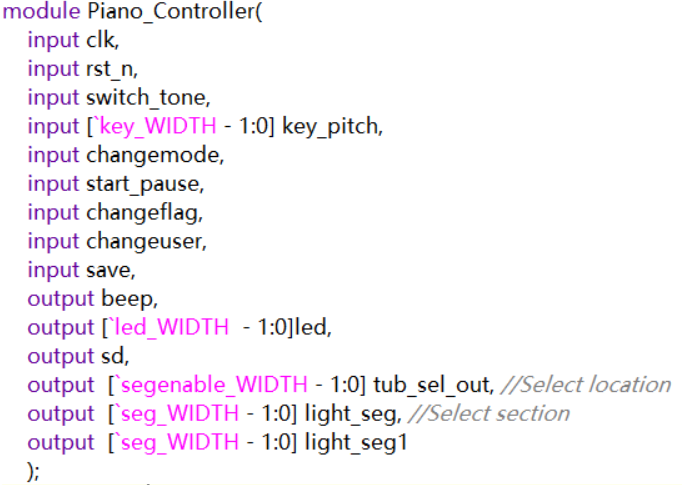 module Piano_Controller(
input clk,
input rst_n,
input switch_tone,
input [`key_WIDTH - 1:0] key_pitch,
input changemode,
input start_pause,
input changeflag,
input changeuser,
input save,
output beep,
output [`led_WIDTH  - 1:0]led,
output sd,
output  [`segenable_WIDTH - 1:0] tub_sel_out, //Select location
output  [`seg_WIDTH - 1:0] light_seg, //Select section
output  [`seg_WIDTH - 1:0] light_seg1
);